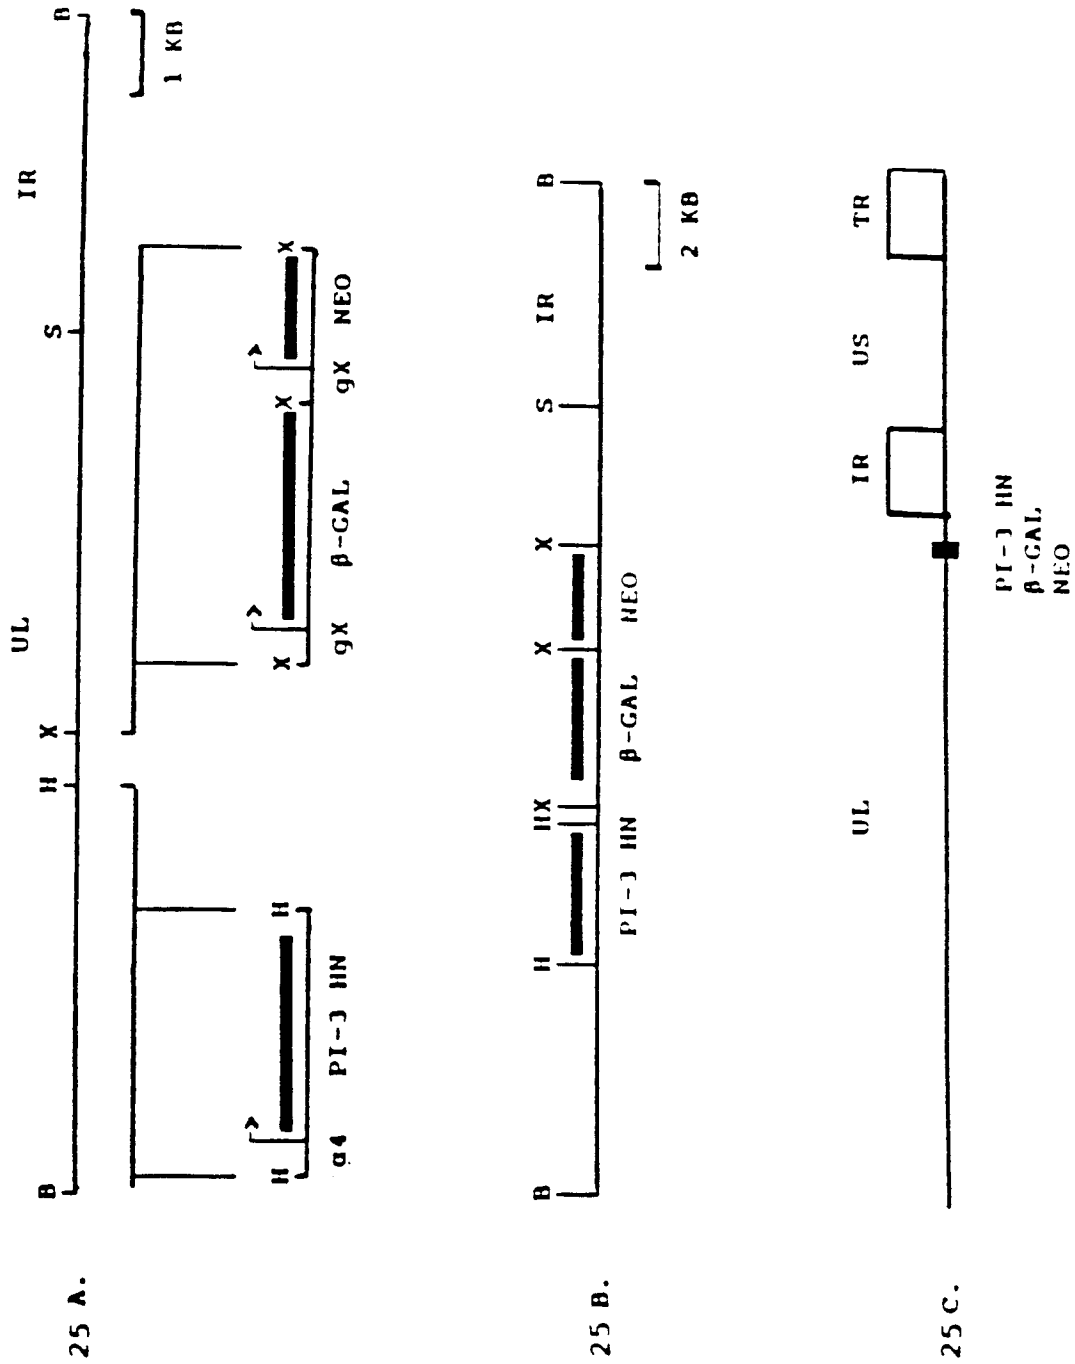 UL IR
25 A. B H X S B
1 KB
H H X X X
α4 PI-3 HN gX β-GAL gX NEO
B H HX X X S IR B
25 B.
PI-3 HN β-GAL NEO
2 KB
UL IR US TR
25 C.
PI-3 HN
β-GAL
NEO